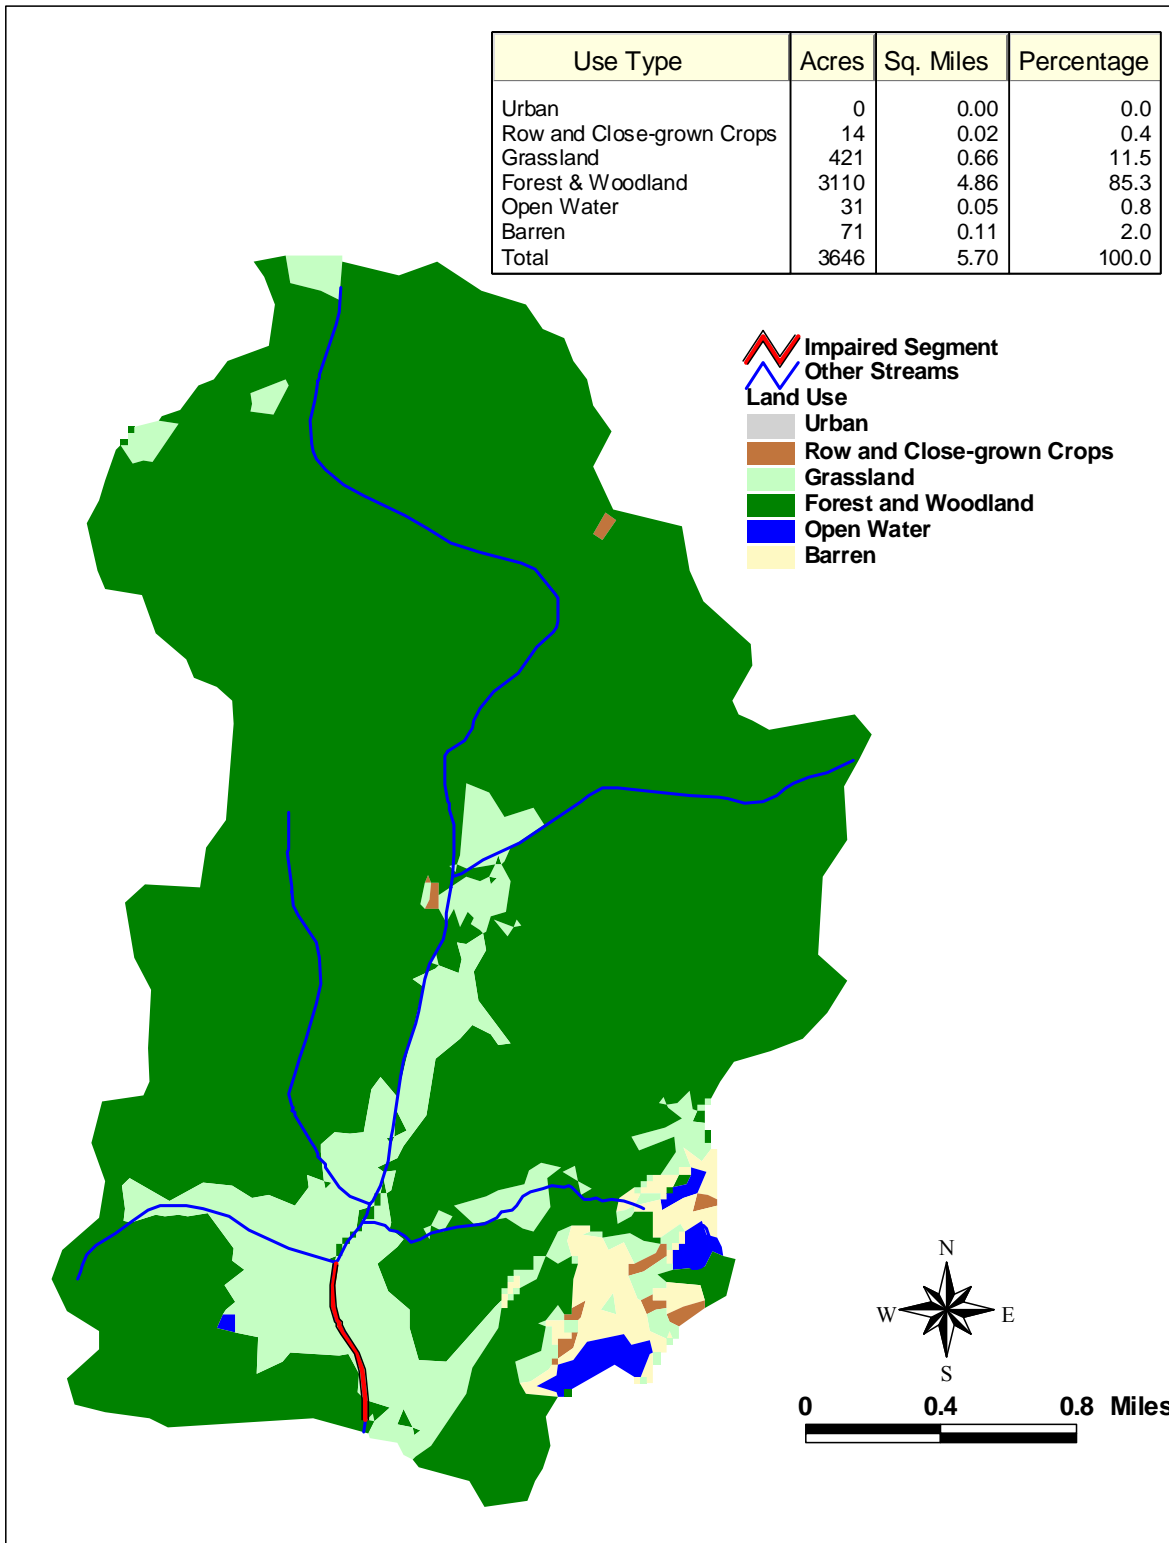 Use Type Acres Sq. Miles Percentage
Urban 0 0.00 0.0
Row and Close-grown Crops 14 0.02 0.4
Grassland 421 0.66 11.5
Forest & Woodland 3110 4.86 85.3
Open Water 31 0.05 0.8
Barren 71 0.11 2.0
Total 3646 5.70 100.0
Impaired Segment
Other Streams
Land Use
Urban
Row and Close-grown Crops
Grassland
Forest and Woodland
Open Water
Barren
N
W E
S
0 0.4 0.8 Miles